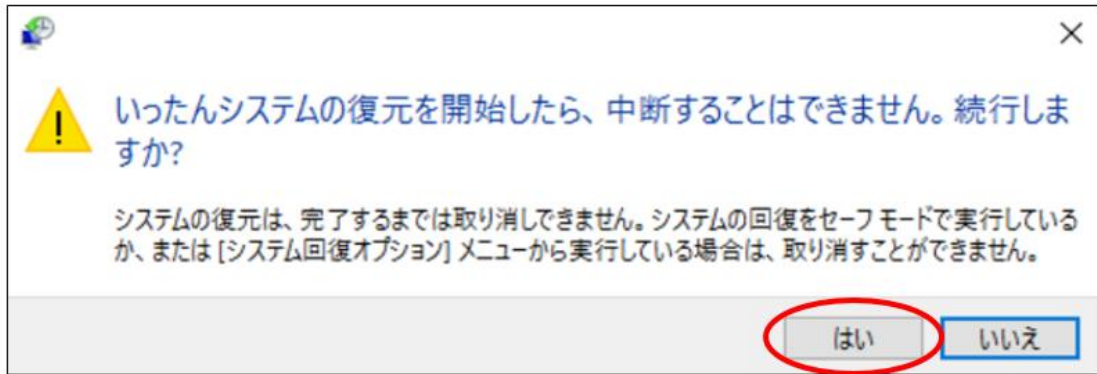 いったんシステムの復元を開始したら、中断することはできません。続行しま
すか?
システムの復元は、完了するまでは取り消しできません。システムの回復をセーフ モードで実行している
か、または [システム回復オプション] メニューから実行している場合は、取り消すことができません。
はい いいえ